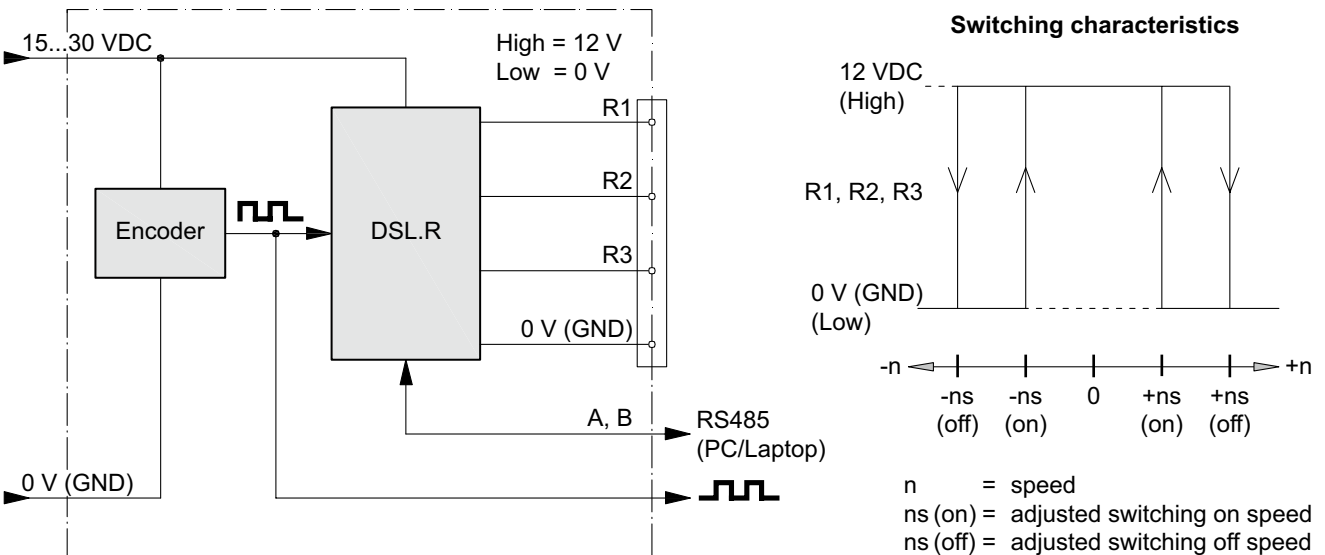 15...30 VDC
High = 12 V
Low = 0 V
R1
R2
Encoder
DSL.R
R3
0 V (GND)
A, B
RS485
(PC/Laptop)
0 V (GND)
Switching characteristics
12 VDC
(High)
R1, R2, R3
0 V (GND)
(Low)
-n
+n
-ns -ns 0 +ns +ns
(off) (on) (on) (off)
n = speed
ns (on) = adjusted switching on speed
ns (off) = adjusted switching off speed